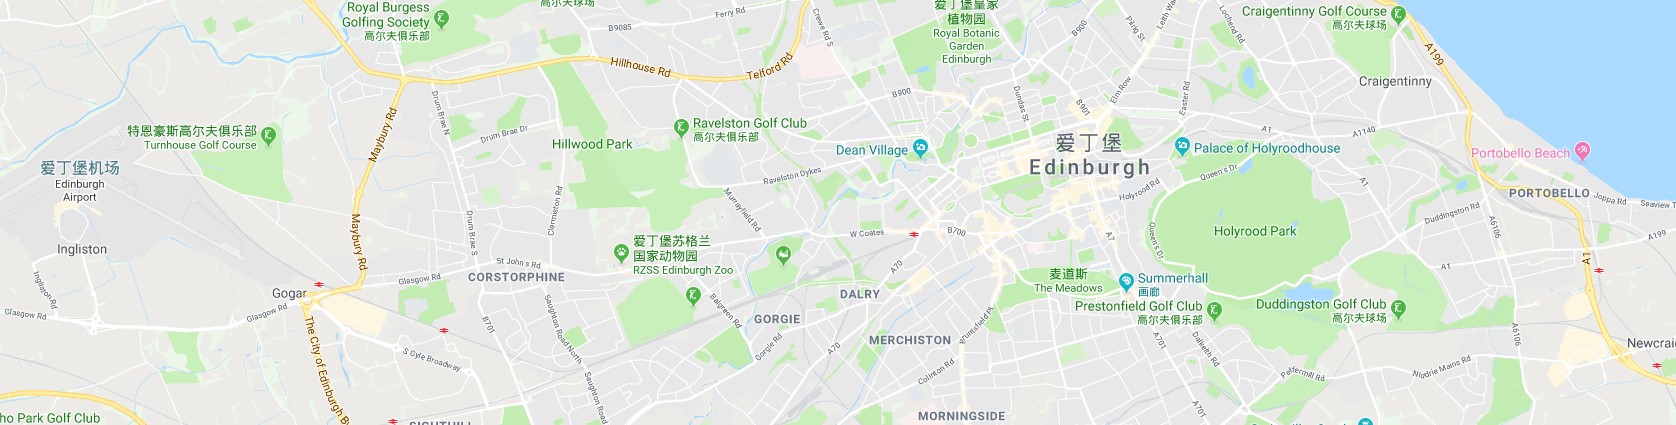 Royal Burgess
Golfing Society
高尔夫俱乐部
高尔夫俱乐部
B9085
Ferry Rd
Crewe Rd S
爱丁堡皇家
植物园
Royal Botanic
Garden
Edinburgh
Pilrig St
Lochend Rd
Craigentinny Golf Course
高尔夫球场
A199
Craigentinny
Hillhouse Rd
Telford Rd
B900
Dundas St
B901
Elm Row
Easter Rd
Maybury Rd
Drum Brae N
Drum Brae Dr
特恩豪斯高尔夫俱乐部
Turnhouse Golf Course
Hillwood Park
Ravelston Golf Club
高尔夫俱乐部
Dean Village
爱丁堡
Edinburgh
A1
A1140
Palace of Holyroodhouse
Portobello Beach
爱丁堡机场
Edinburgh
Airport
Ravelston Dykes
Queen's Dr
Holyrood Rd
PORTOBELLO
Joppa Rd
Seaview T
Clermiston Rd
Murrayfield Rd
Duddingston Rd
Maybury Rd
Drum Brae S
W Coates
B700
A7
Queen's Dr
Holyrood Park
A6106
A199
Ingliston
爱丁堡苏格兰
国家动物园
RZSS Edinburgh Zoo
St John's Rd
CORSTORPHINE
Glasgow Rd
A70
麦道斯
The Meadows
Summerhall
画廊
A1
A1
Ingliston Rd
Gogar
Glasgow Rd
Glasgow Rd
DALRY
Prestonfield Golf Club
高尔夫俱乐部
Duddingston Golf Club
高尔夫球场
B701
Saughton Road North
Balgreen Rd
GORGIE
Gorgie Rd
A70
MERCHISTON
A701
Dalkeith Rd
A6106
Newcraig
The City of Edinburgh By
S Gyle Broadway
Saughton Rd
Colinton Rd
Niddrie Mains Rd
A701
ho Park Golf Club
MORNINGSIDE